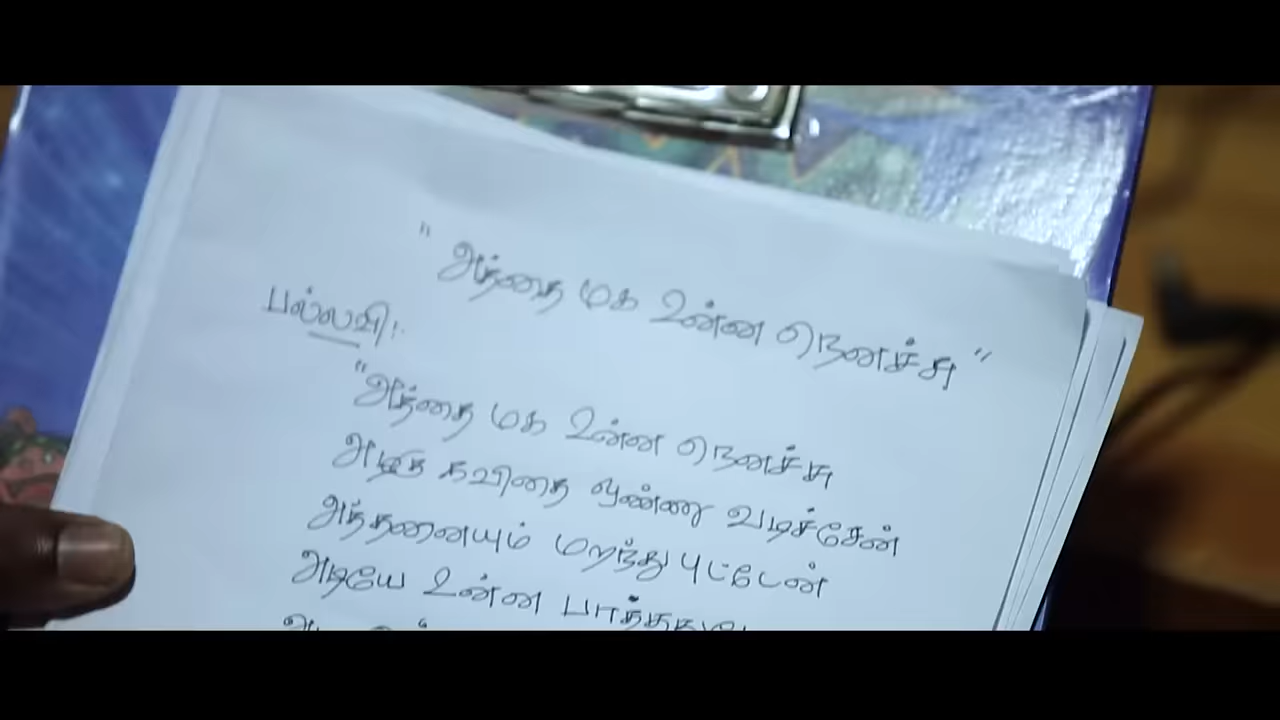 " அத்தை மக உன்ன நெனச்சு "
பல்லவி:
"அத்தை மக உன்ன நெனச்சு
அழகு கவிதை ஒண்ணு வடிச்சேன்
அத்தனையும் மறந்து புட்டேன்
அடியே உன்ன